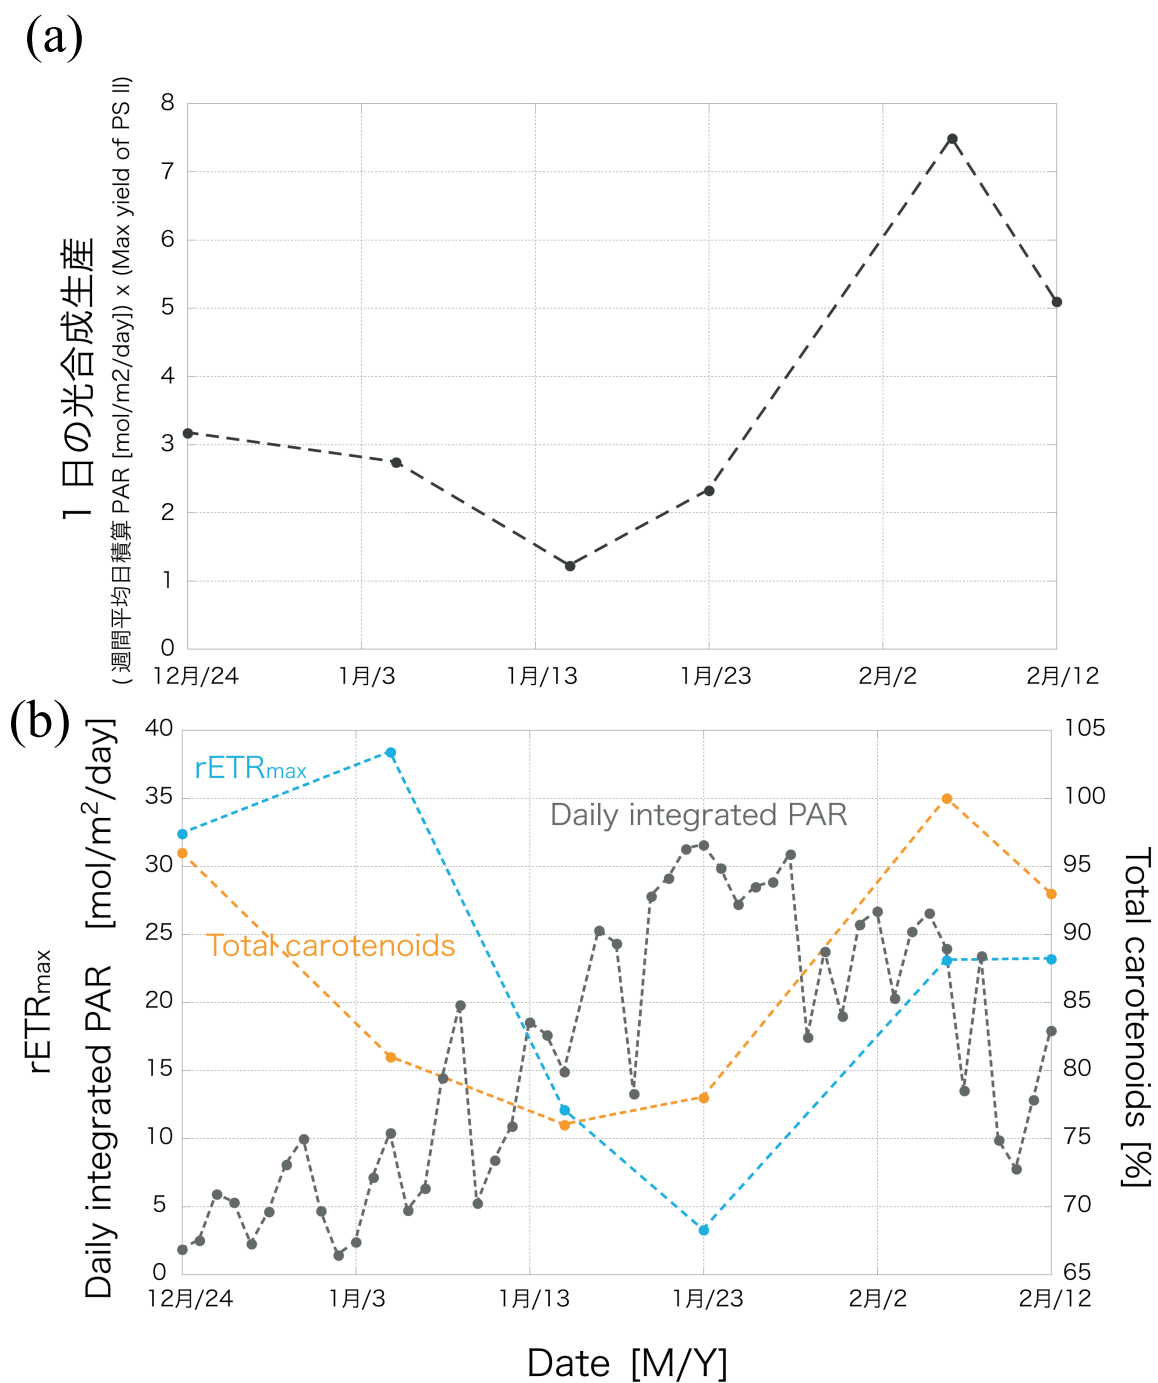 (a)
1日の光合成生産
(週間平均日積算 PAR [mol/m2/day]) x (Max yield of PS II)
8
7
6
5
4
3
2
1
0
12月/24
1月/3
1月/13
1月/23
2月/2
2月/12
(b)
rETRmax
Daily integrated PAR [mol/m2/day]
40
35
30
25
20
15
10
5
0
rETRmax
Daily integrated PAR
Total carotenoids
105
100
95
90
85
80
75
70
65
Total carotenoids [%]
12月/24
1月/3
1月/13
1月/23
2月/2
2月/12
Date [M/Y]